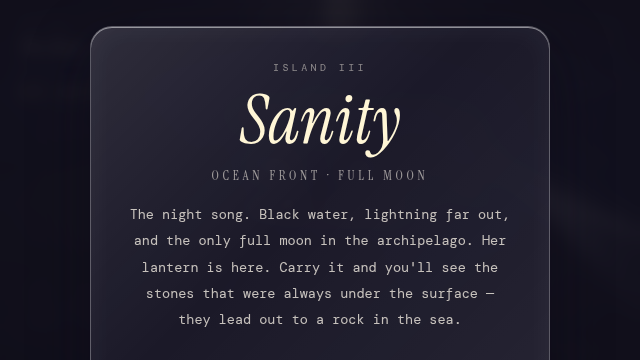 ISLAND III
Sanity
OCEAN FRONT · FULL MOON
The night song. Black water, lightning far out,
and the only full moon in the archipelago. Her
lantern is here. Carry it and you'll see the
stones that were always under the surface —
they lead out to a rock in the sea.